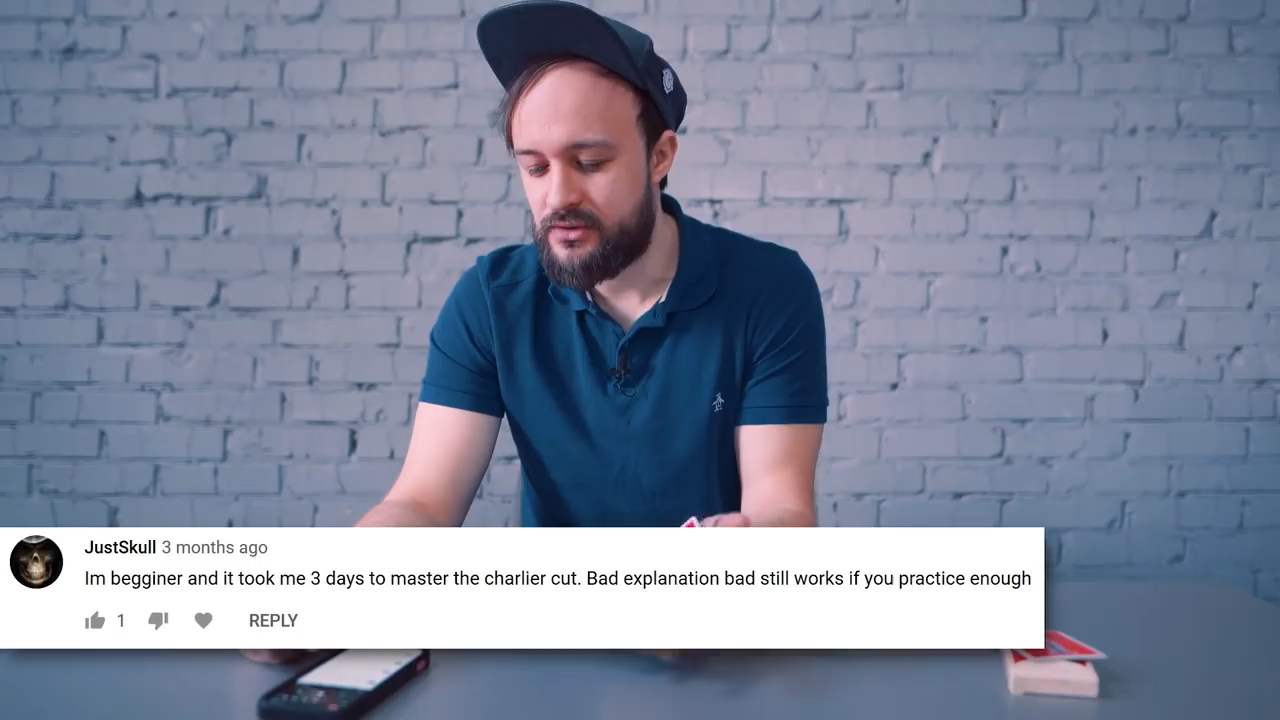 JustSkull 3 months ago
Im begginer and it took me 3 days to master the charlier cut. Bad explanation bad still works if you practice enough
1
REPLY